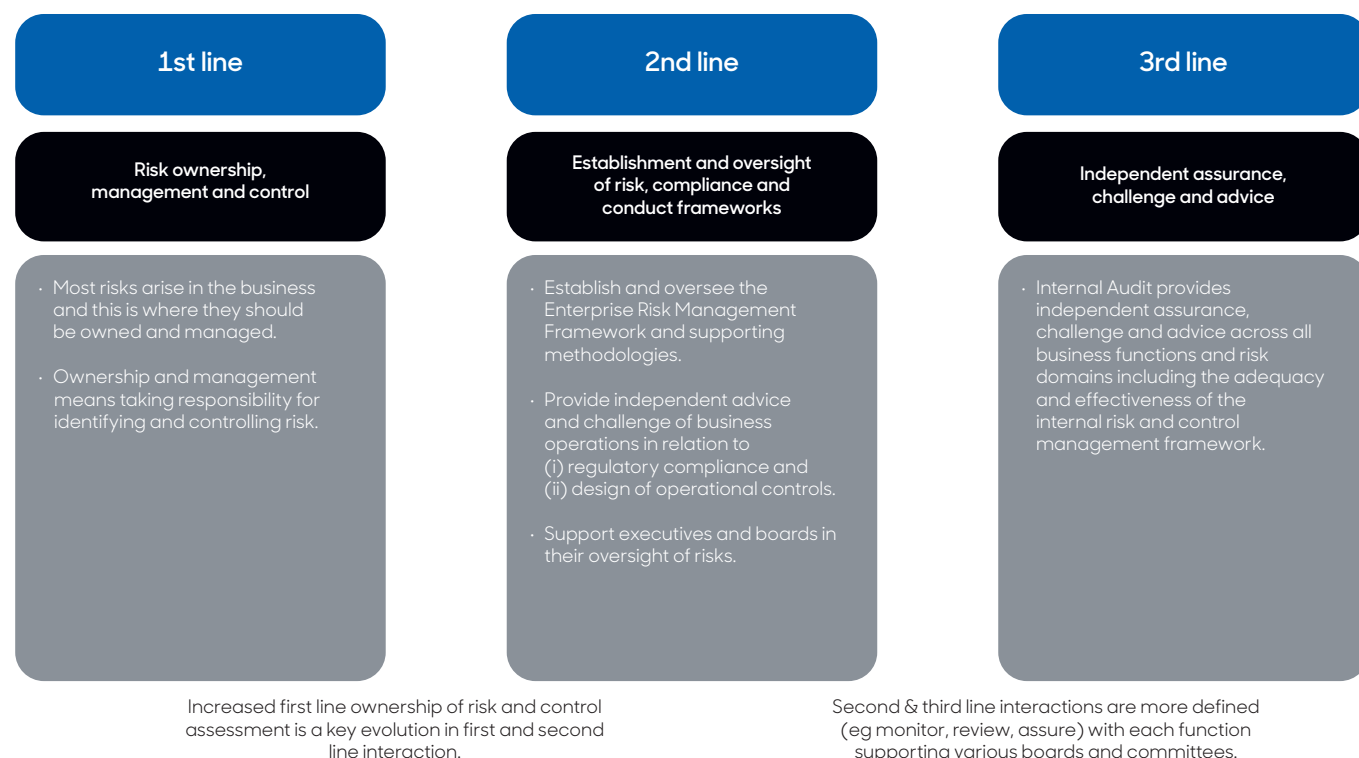 1st line
Risk ownership,
management and control
· Most risks arise in the business
and this is where they should
be owned and managed.
· Ownership and management
means taking responsibility for
identifying and controlling risk.
2nd line
Establishment and oversight
of risk, compliance and
conduct frameworks
· Establish and oversee the
Enterprise Risk Management
Framework and supporting
methodologies.
· Provide independent advice
and challenge of business
operations in relation to
(i) regulatory compliance and
(ii) design of operational controls.
· Support executives and boards in
their oversight of risks.
3rd line
Independent assurance,
challenge and advice
· Internal Audit provides
independent assurance,
challenge and advice across all
business functions and risk
domains including the adequacy
and effectiveness of the
internal risk and control
management framework.
Increased first line ownership of risk and control
assessment is a key evolution in first and second
line interaction.
Second & third line interactions are more defined
(eg monitor, review, assure) with each function
supporting various boards and committees.